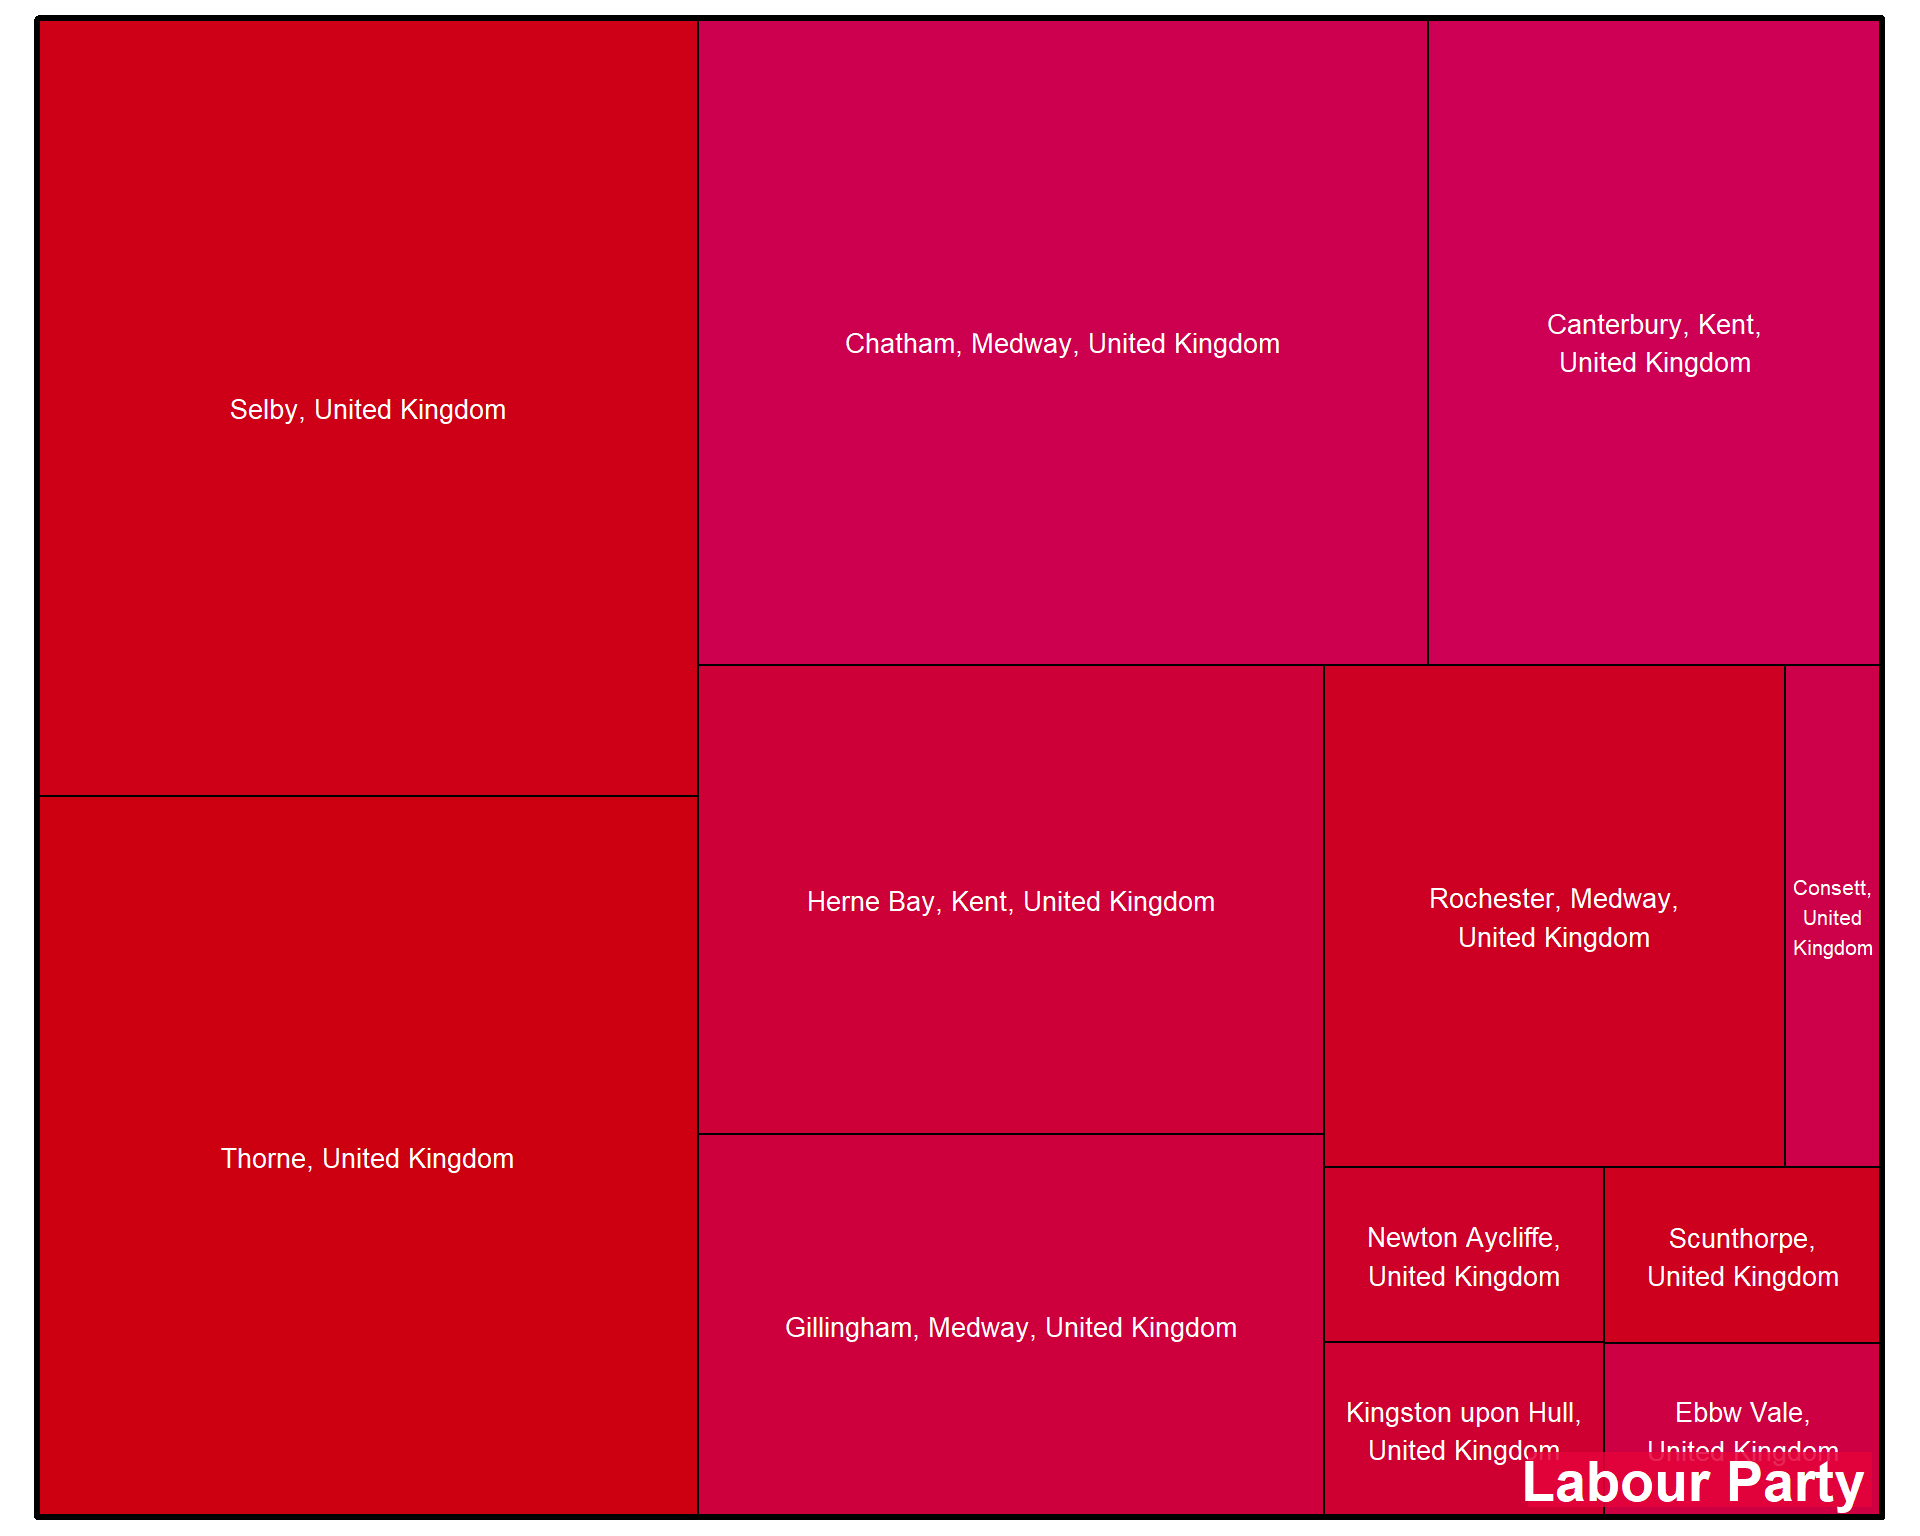 Selby, United Kingdom
Chatham, Medway, United Kingdom
Canterbury, Kent,
United Kingdom
Thorne, United Kingdom
Herne Bay, Kent, United Kingdom
Rochester, Medway,
United Kingdom
Consett,
United
Kingdom
Gillingham, Medway, United Kingdom
Newton Aycliffe,
United Kingdom
Scunthorpe,
United Kingdom
Kingston upon Hull,
United Kingdom
Ebbw Vale,
United Kingdom
Labour Party